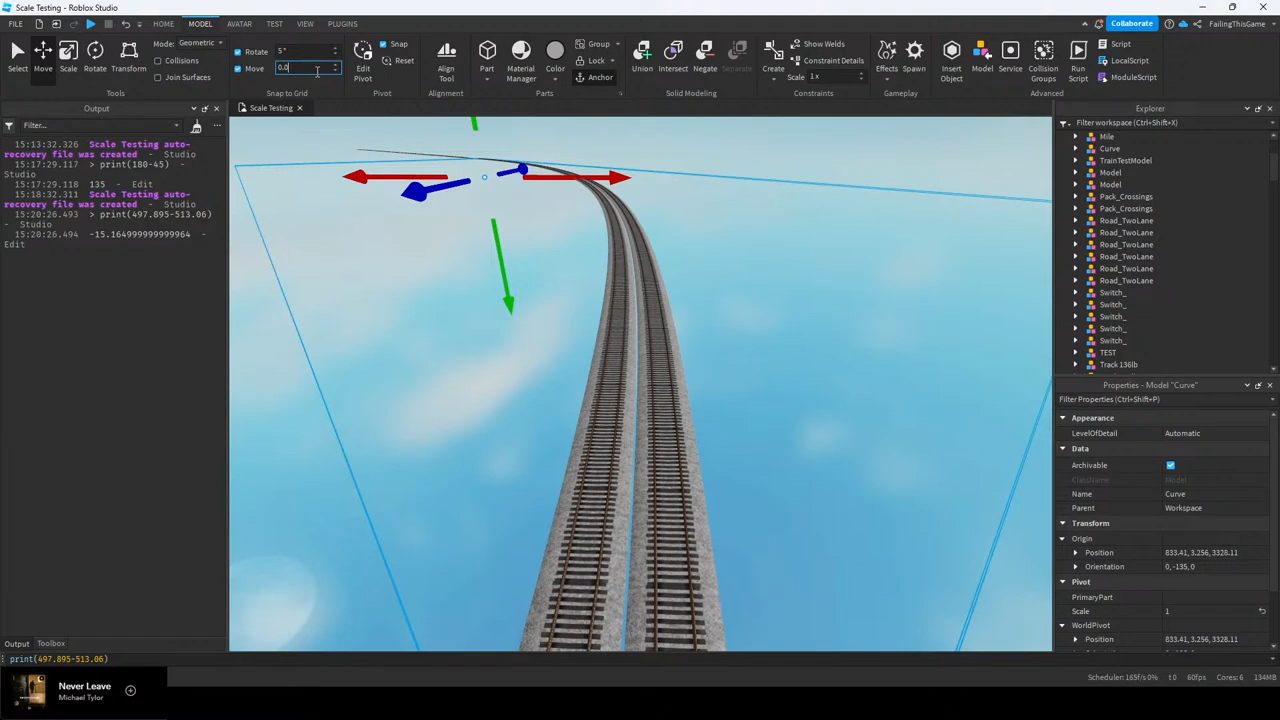 Scale Testing - Roblox Studio
FILE HOME MODEL AVATAR TEST VIEW PLUGINS Collaborate FailingThisGame
Select Move Scale Rotate Transform
Mode: Geometric
Collisions
Join Surfaces
Tools
Rotate 5°
Move 0.0
Snap to Grid
Edit Pivot
Snap
Reset
Pivot
Align Tool
Alignment
Part Material Manager Color
Group
Lock
Anchor
Parts
Union Intersect Negate Separate
Solid Modeling
Create
Show Welds
Constraint Details
Scale 1 x
Constraints
Effects Spawn
Gameplay
Insert Object Service Collision Groups Run Script
Script
LocalScript
ModuleScript
Advanced
Output
Filter...
15:13:32.326 Scale Testing auto-
recovery file was created - Studio
15:17:29.117 > print(180-45) -
Studio
15:17:29.118 135 - Edit
15:18:32.311 Scale Testing auto-
recovery file was created - Studio
15:20:26.493 > print(497.895-513.06)
- Studio
15:20:26.494 -15.164999999999964 -
Edit
Scale Testing
Explorer
Filter workspace (Ctrl+Shift+X)
Mile
Curve
TrainTestModel
Model
Model
Pack_Crossings
Pack_Crossings
Road_TwoLane
Road_TwoLane
Road_TwoLane
Road_TwoLane
Road_TwoLane
Road_TwoLane
Switch_
Switch_
Switch_
Switch_
Switch_
TEST
Track 136lb
Properties - Model "Curve"
Filter Properties (Ctrl+Shift+P)
Appearance
LevelOfDetail Automatic
Data
Archivable
ClassName Model
Name Curve
Parent Workspace
Transform
Origin
Position 833.41, 3.256, 3328.11
Orientation 0, -135, 0
Pivot
PrimaryPart
Scale 1
WorldPivot
Position 833.41, 3.256, 3328.11
Output Toolbox
print(497.895-513.06)
Scheduler: 165f/s 0% t 0 60fps Cores: 6 134MB
Never Leave
Michael Tylor